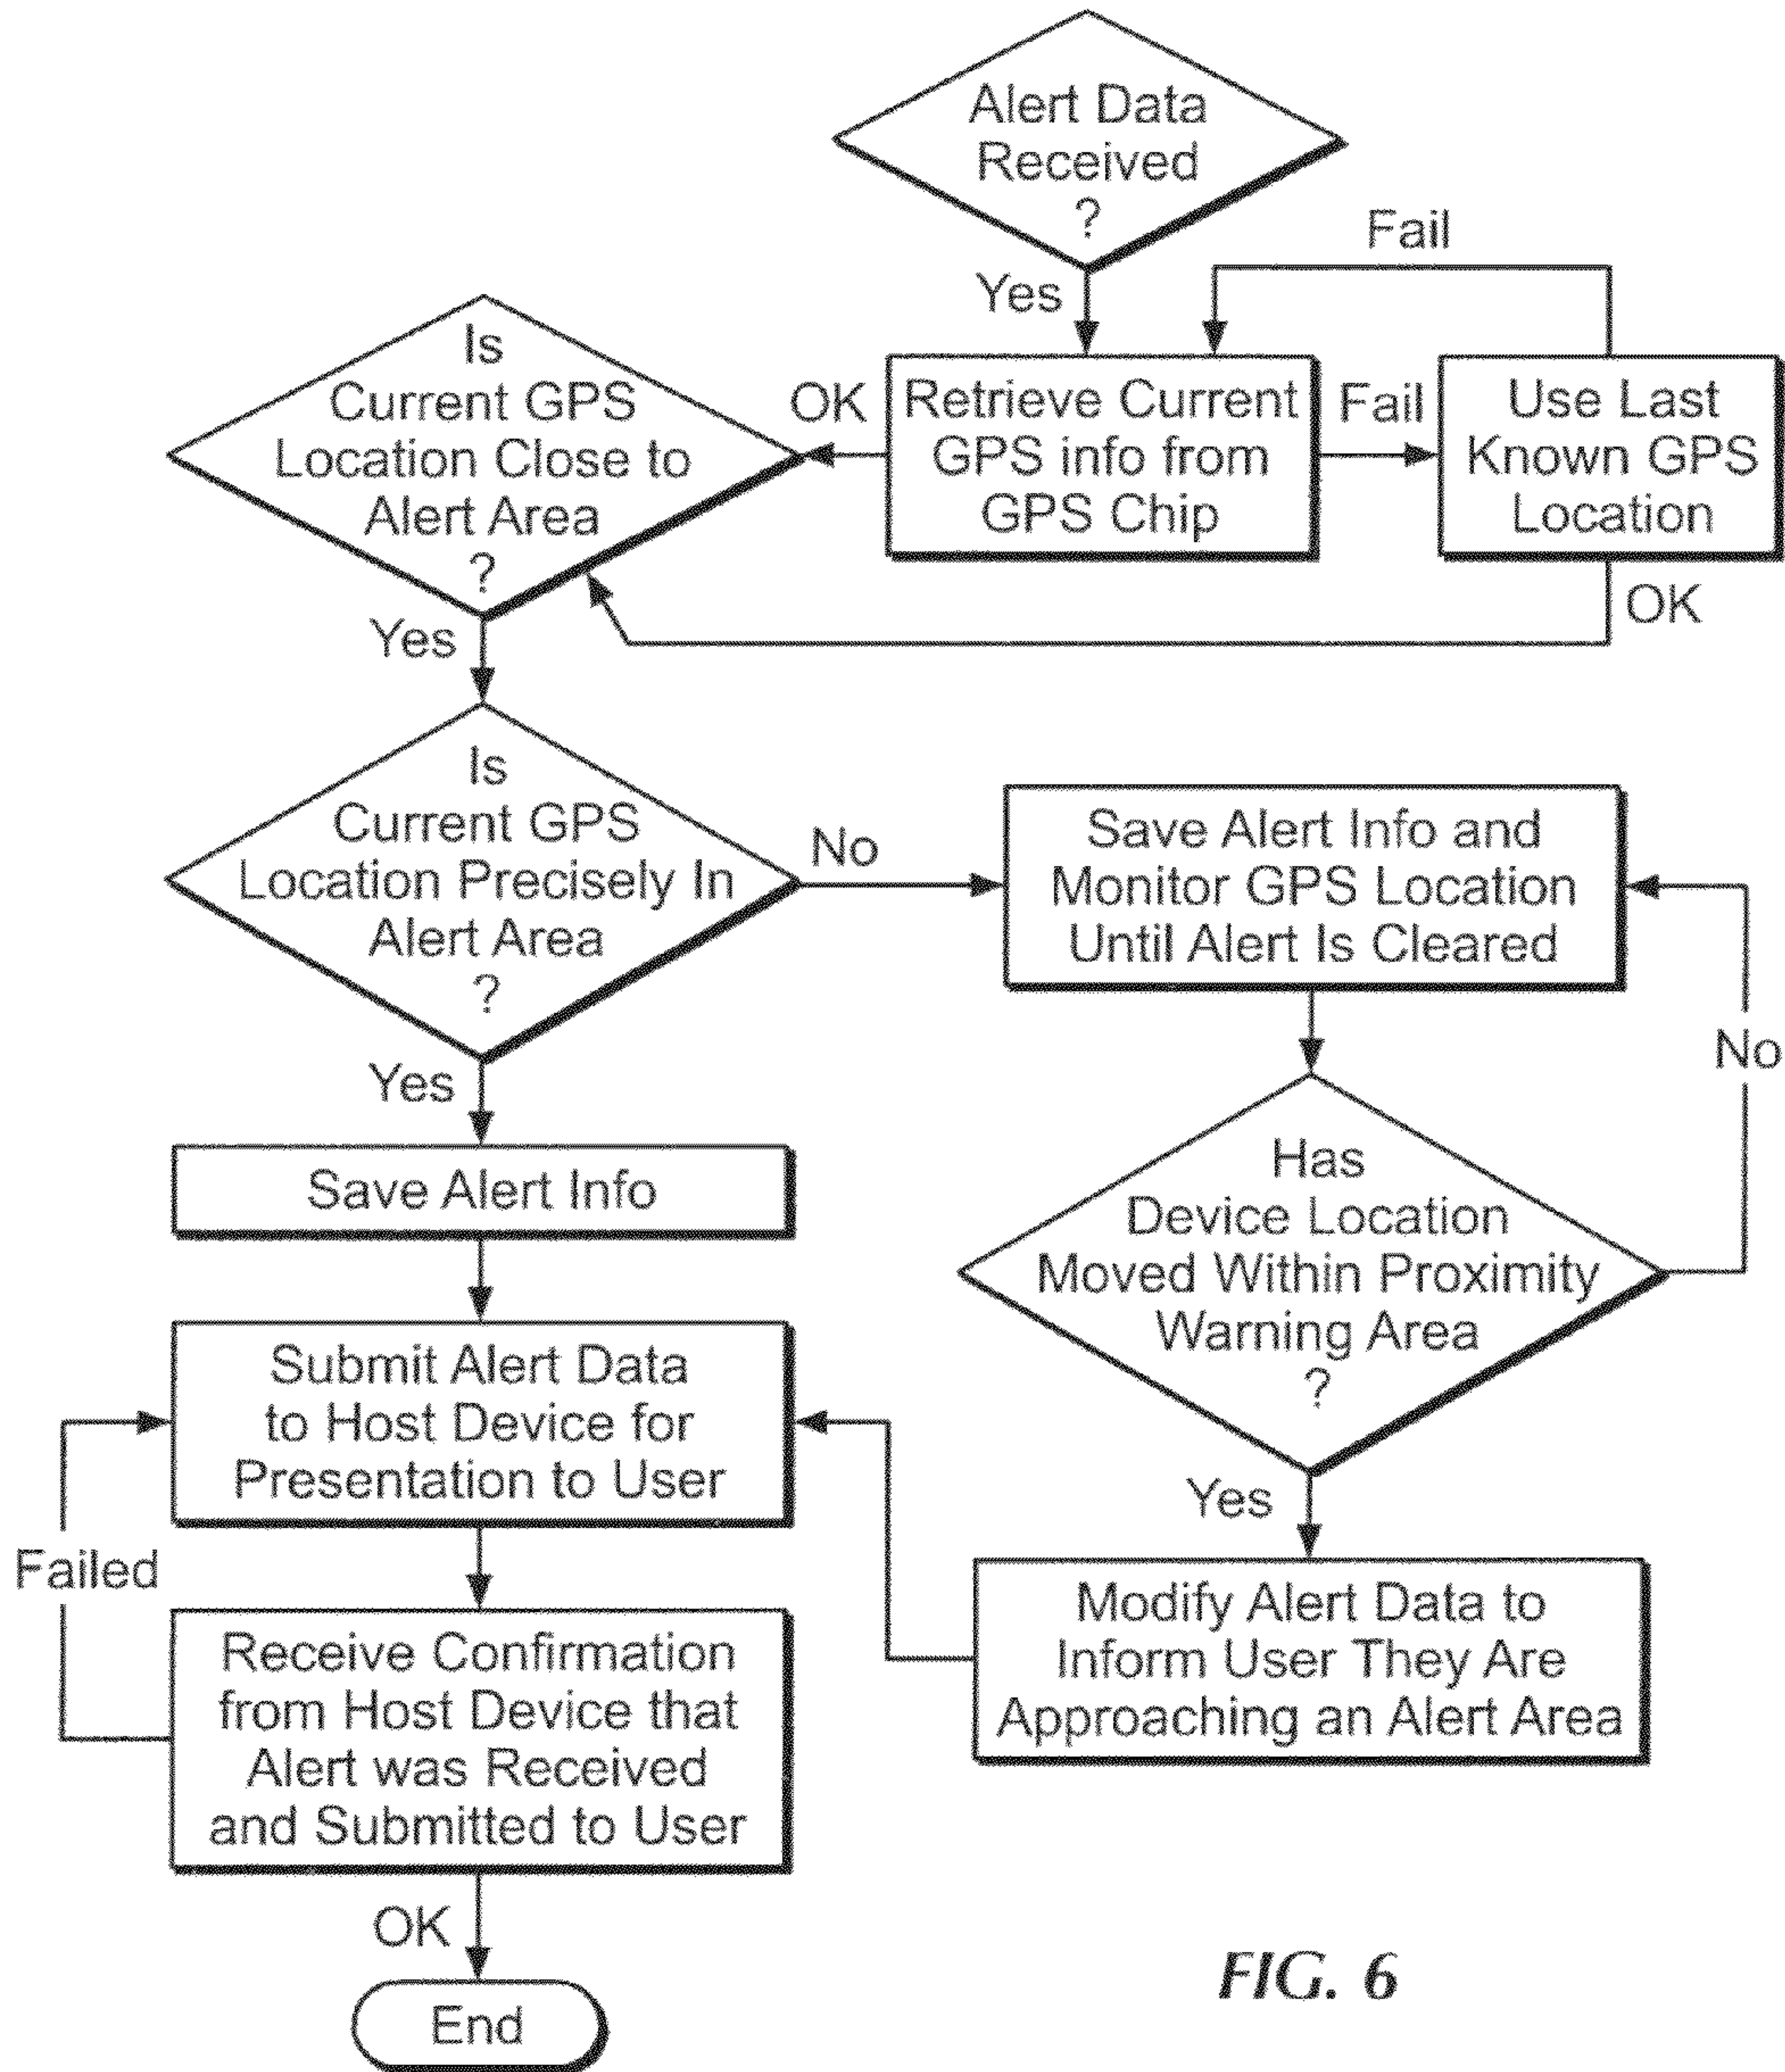 Alert Data
Received
?
Yes
Fail
Retrieve Current
GPS info from
GPS Chip
Fail
Use Last
Known GPS
Location
OK
OK
Is
Current GPS
Location Close to
Alert Area
?
Yes
Is
Current GPS
Location Precisely In
Alert Area
?
No
Save Alert Info and
Monitor GPS Location
Until Alert Is Cleared
No
Has
Device Location
Moved Within Proximity
Warning Area
?
Yes
Modify Alert Data to
Inform User They Are
Approaching an Alert Area
Yes
Save Alert Info
Submit Alert Data
to Host Device for
Presentation to User
Failed
Receive Confirmation
from Host Device that
Alert was Received
and Submitted to User
OK
End
FIG. 6